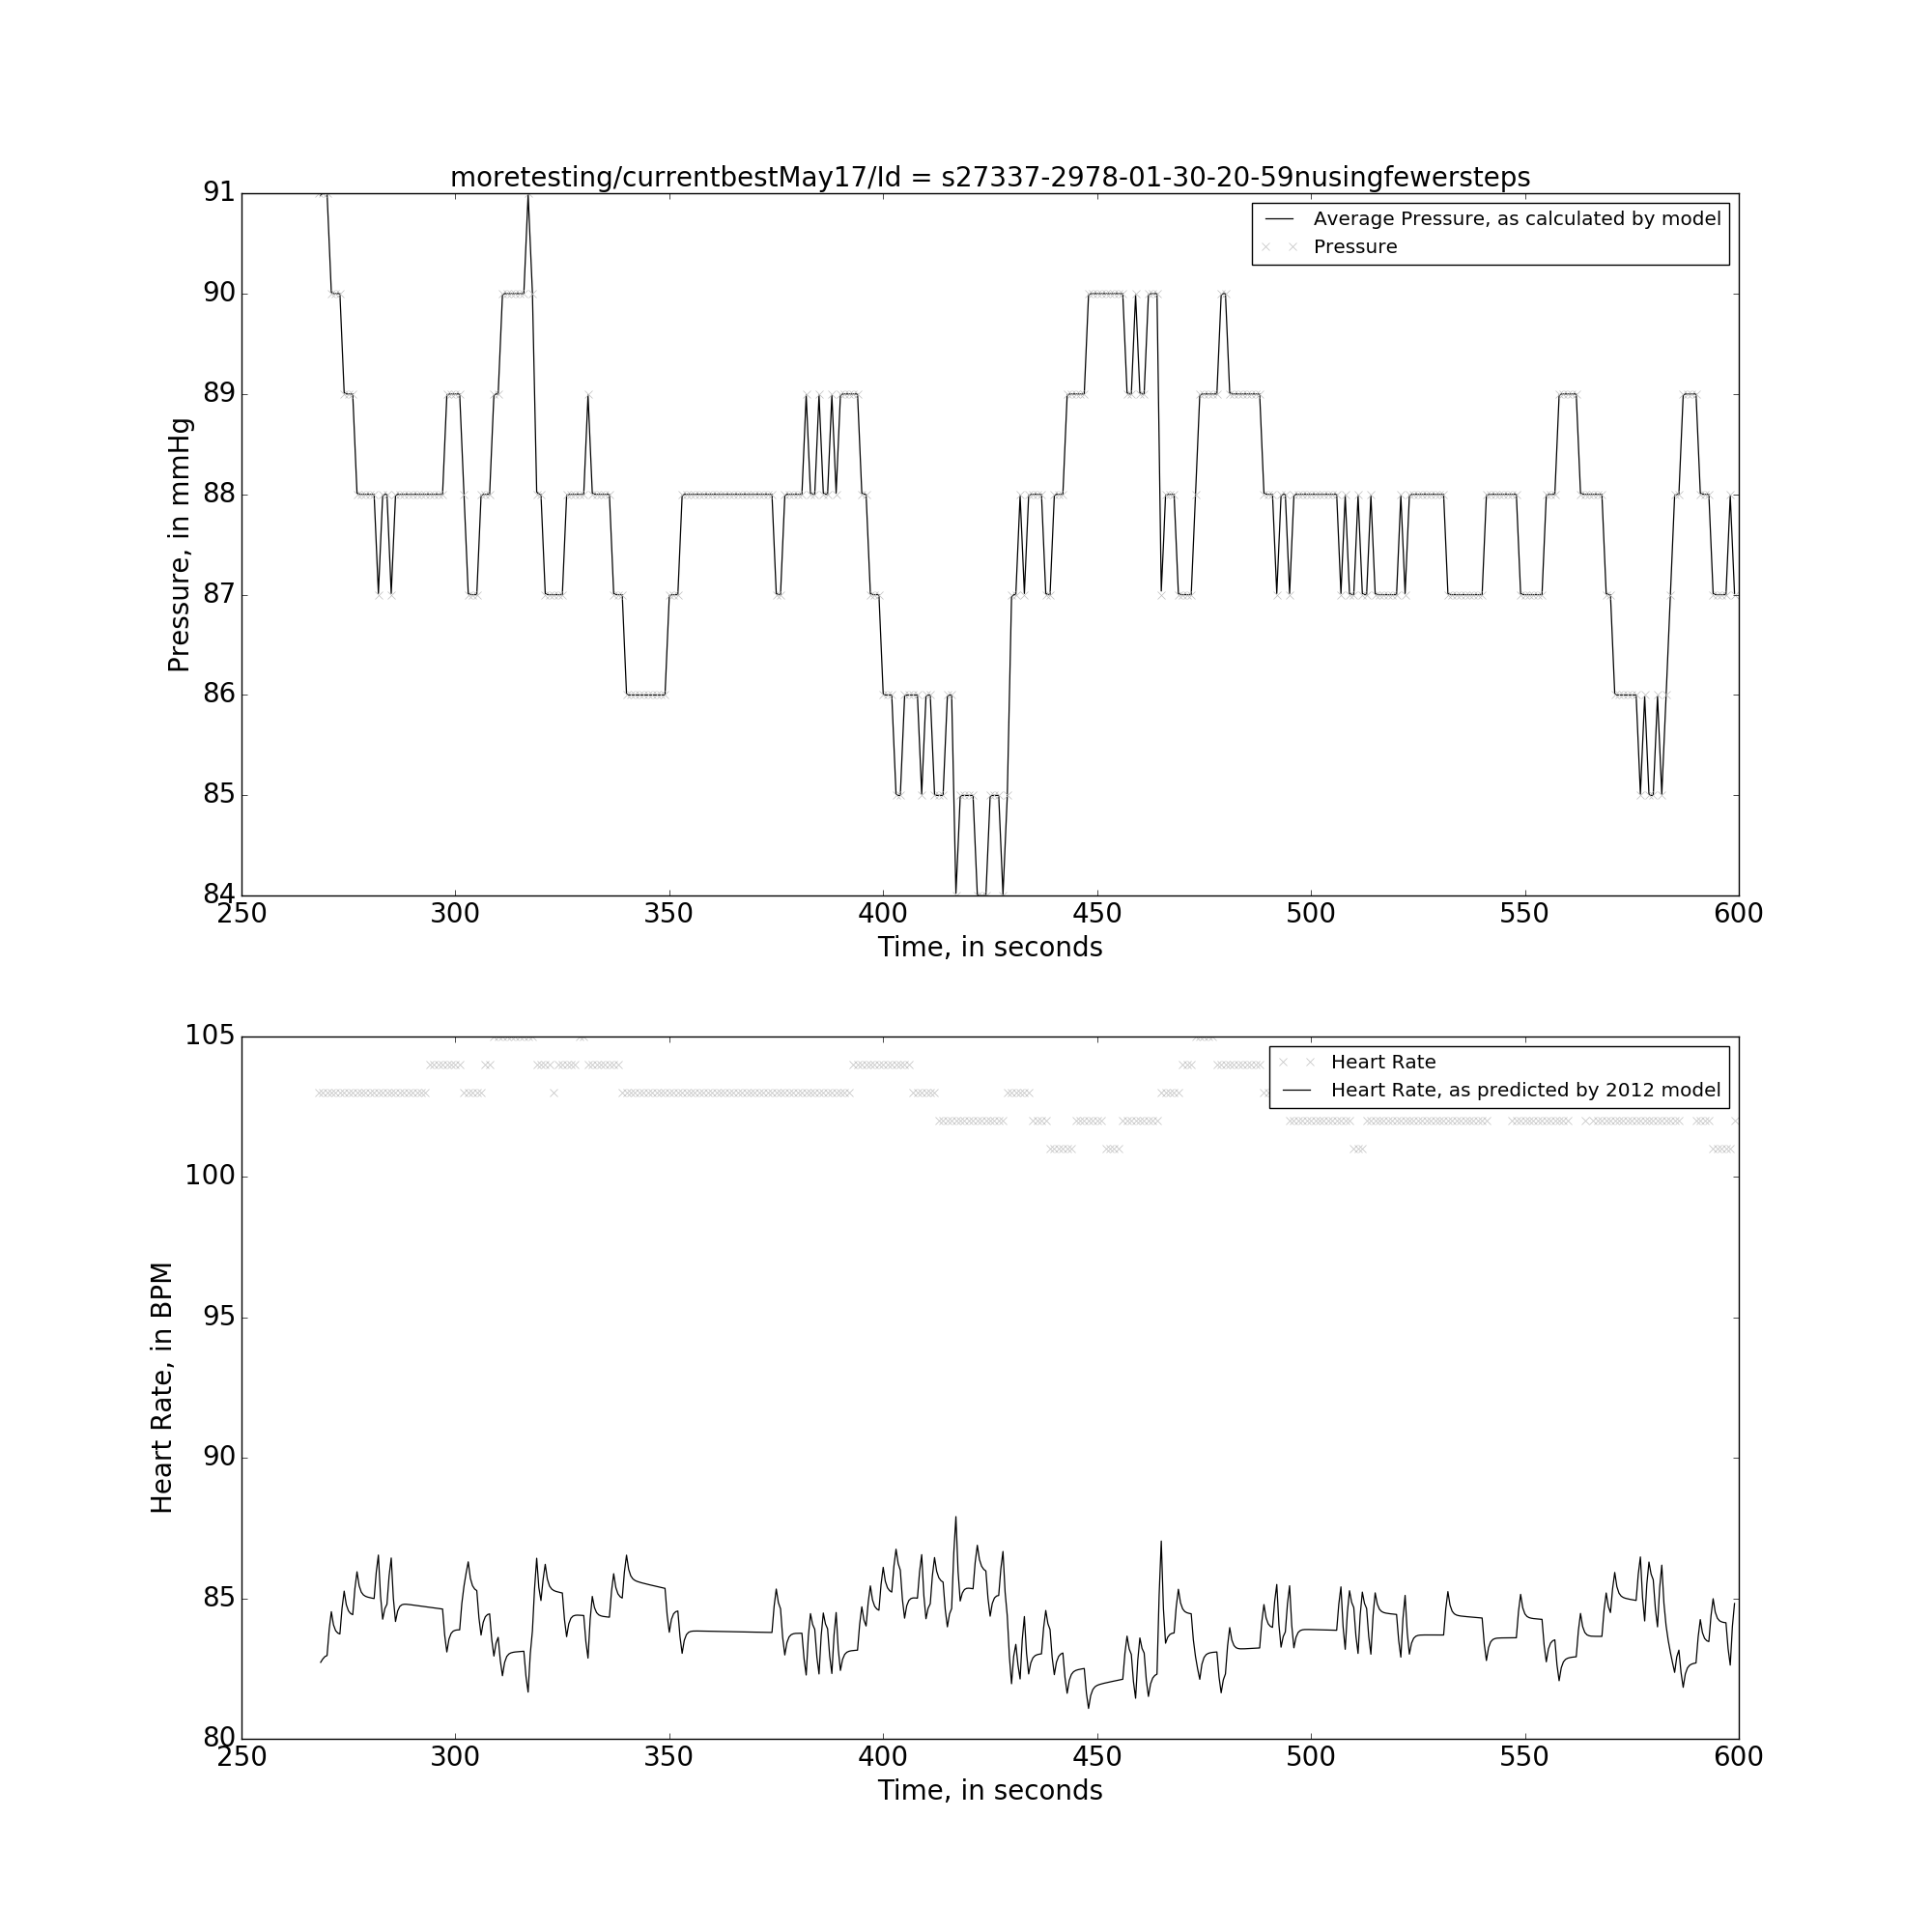 moretesting/currentbestMay17/Id = s27337-2978-01-30-20-59nusingfewersteps
91
90
89
88
87
86
85
84
Pressure, in mmHg
Average Pressure, as calculated by model
Pressure
250 300 350 400 450 500 550 600
Time, in seconds
105
100
95
90
85
80
Heart Rate, in BPM
Heart Rate
Heart Rate, as predicted by 2012 model
250 300 350 400 450 500 550 600
Time, in seconds